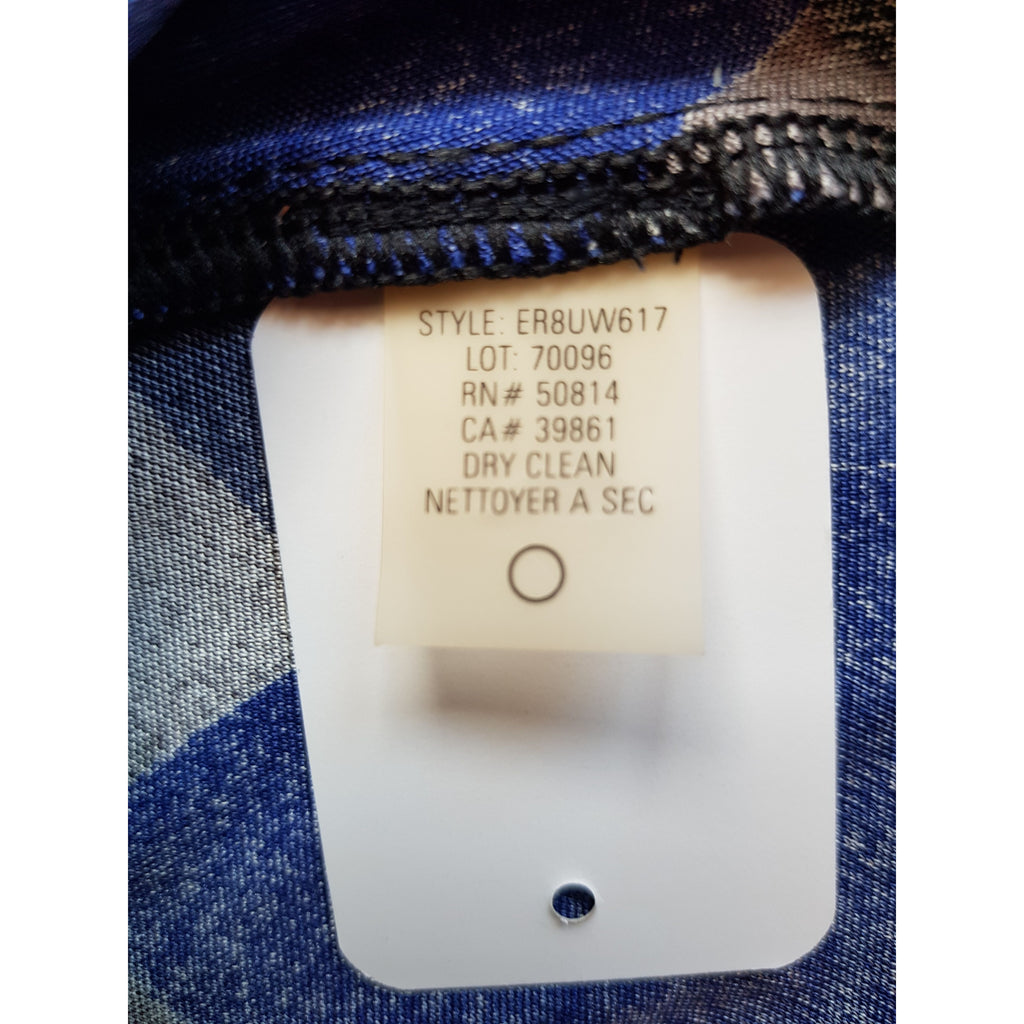 STYLE: ER8UW617
LOT: 70096
RN# 50814
CA# 39861
DRY CLEAN
NETTOYER A SEC